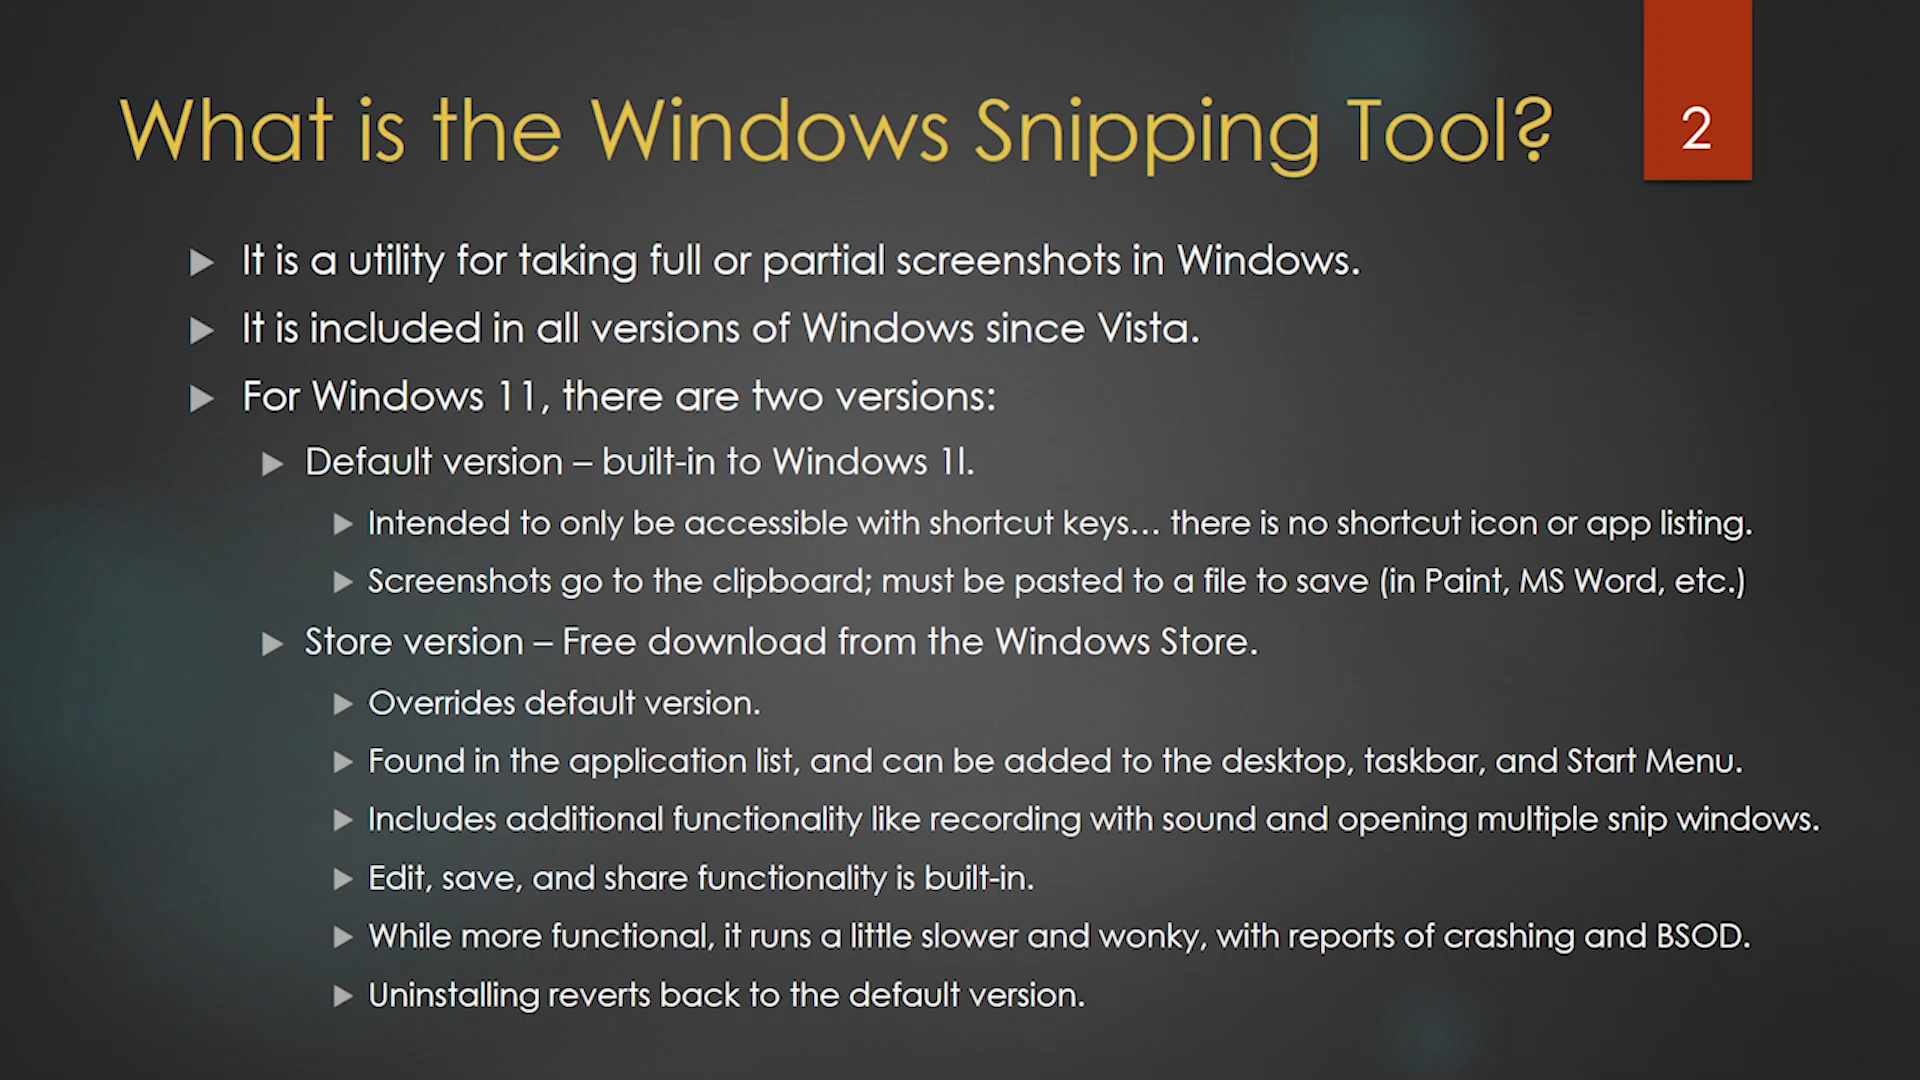 What is the Windows Snipping Tool?
2
It is a utility for taking full or partial screenshots in Windows.
It is included in all versions of Windows since Vista.
For Windows 11, there are two versions:
Default version – built-in to Windows 1l.
Intended to only be accessible with shortcut keys… there is no shortcut icon or app listing.
Screenshots go to the clipboard; must be pasted to a file to save (in Paint, MS Word, etc.)
Store version – Free download from the Windows Store.
Overrides default version.
Found in the application list, and can be added to the desktop, taskbar, and Start Menu.
Includes additional functionality like recording with sound and opening multiple snip windows.
Edit, save, and share functionality is built-in.
While more functional, it runs a little slower and wonky, with reports of crashing and BSOD.
Uninstalling reverts back to the default version.